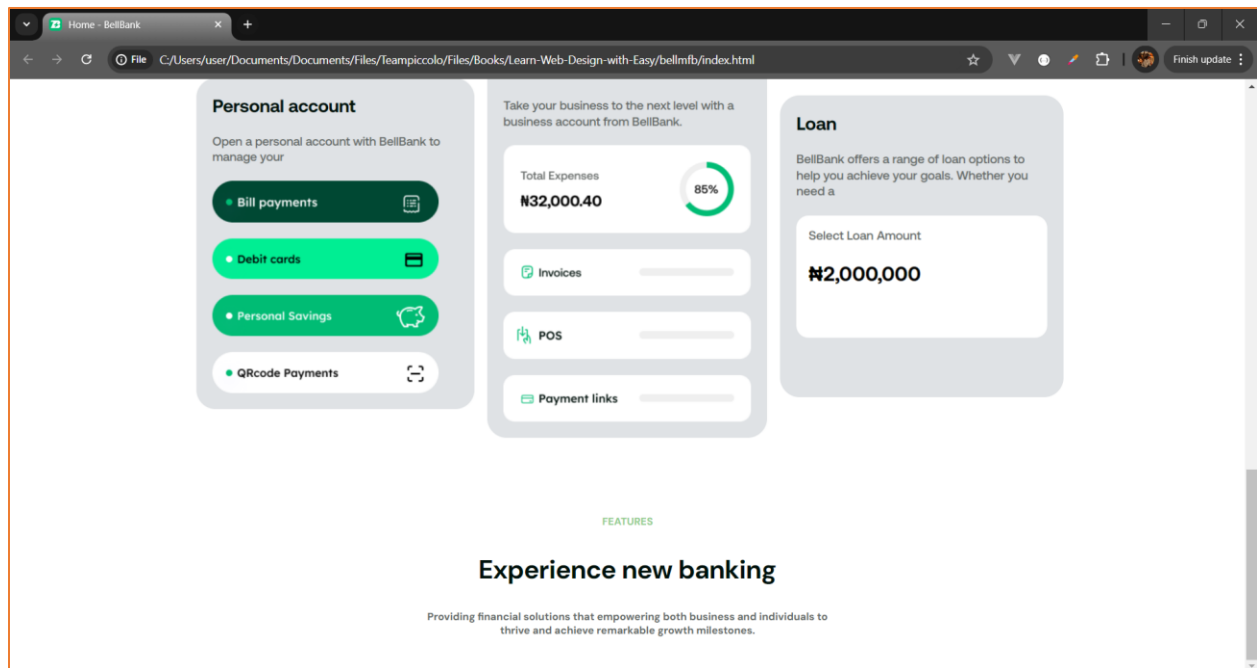 Home - BellBank
File C:/Users/user/Documents/Documents/Files/Teampiccolo/Files/Books/Learn-Web-Design-with-Easy/bellmfb/index.html
Finish update
Personal account
Open a personal account with BellBank to
manage your
Bill payments
Debit cards
Personal Savings
QRcode Payments
Take your business to the next level with a
business account from BellBank.
Total Expenses
₦32,000.40
85%
Invoices
POS
Payment links
Loan
BellBank offers a range of loan options to
help you achieve your goals. Whether you
need a
Select Loan Amount
₦2,000,000
FEATURES
Experience new banking
Providing financial solutions that empowering both business and individuals to
thrive and achieve remarkable growth milestones.